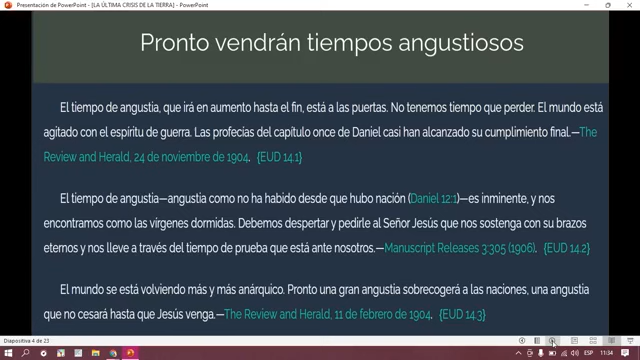 Presentación de PowerPoint - [LA ÚLTIMA CRISIS DE LA TIERRA]
Pronto vendrán tiempos angustiosos
El tiempo de angustia, que irá en aumento hasta el fin, está a las puertas. No tenemos tiempo que perder. El mundo está
agitado con el espíritu de guerra. Las profecías del capítulo once de Daniel casi han alcanzado su cumplimiento final.—The
Review and Herald, 24 de noviembre de 1904. {EUD 14.1}
El tiempo de angustia—angustia como no ha habido desde que hubo nación (Daniel 12:1)—es inminente, y nos
encontramos como las vírgenes dormidas. Debemos despertar y pedirle al Señor Jesús que nos sostenga con su brazos
eternos y nos lleve a través del tiempo de prueba que está ante nosotros.—Manuscript Releases 3:305 (1906). {EUD 14.2}
El mundo se está volviendo más y más anárquico. Pronto una gran angustia sobrecogerá a las naciones, una angustia
que no cesará hasta que Jesús venga.—The Review and Herald, 11 de febrero de 1904. {EUD 14.3}
Diapositiva 4 de 23
ESP 11:34